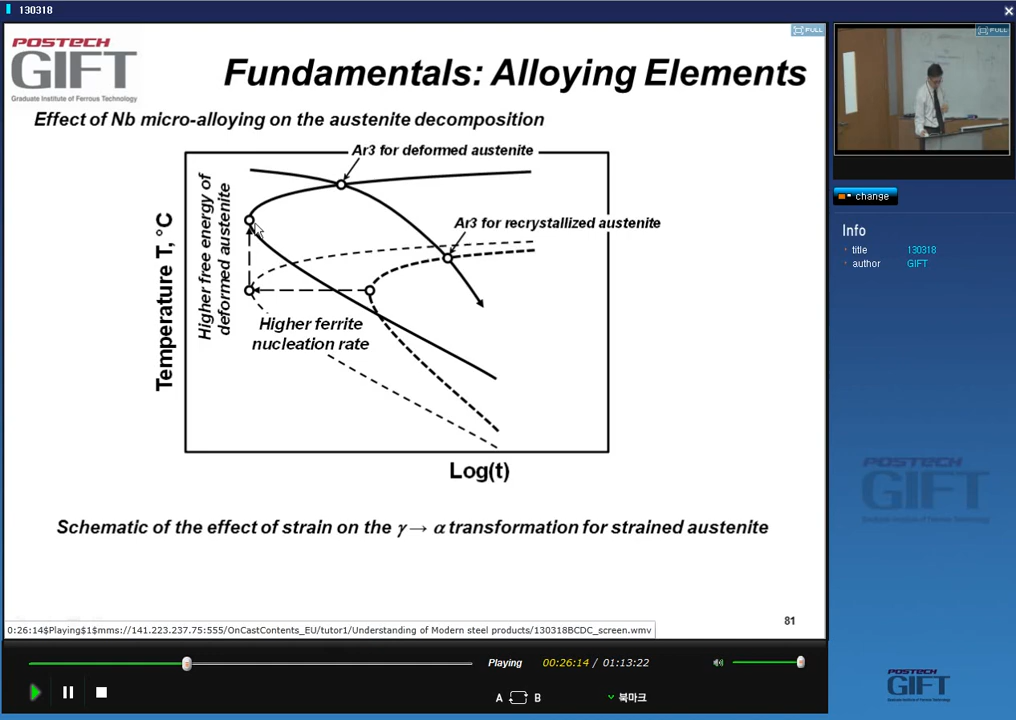 130318
POSTECH
GIFT
Graduate Institute of Ferrous Technology
Fundamentals: Alloying Elements
Effect of Nb micro-alloying on the austenite decomposition
Ar3 for deformed austenite
Ar3 for recrystallized austenite
Temperature T, °C
Higher free energy of
deformed austenite
Higher ferrite
nucleation rate
Log(t)
Schematic of the effect of strain on the γ → α transformation for strained austenite
81
0:26:14$Playing$1$mms://141.223.237.75:555/OnCastContents_EU/tutor1/Understanding of Modern steel products/130318BCDC_screen.wmv
Playing
00:26:14 / 01:13:22
A B
북마크
FULL
FULL
change
Info
title 130318
author GIFT
POSTECH
GIFT
POSTECH
GIFT